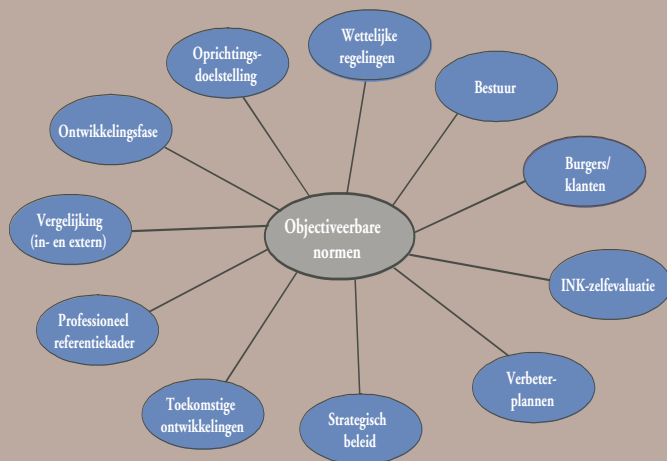 Wettelijke
regelingen
Oprichtings-
doelstelling
Bestuur
Ontwikkelingsfase
Burgers/
klanten
Objectiveerbare
normen
Vergelijking
(in- en extern)
INK-zelfevaluatie
Professioneel
referentiekader
Verbeter-
plannen
Toekomstige
ontwikkelingen
Strategisch
beleid